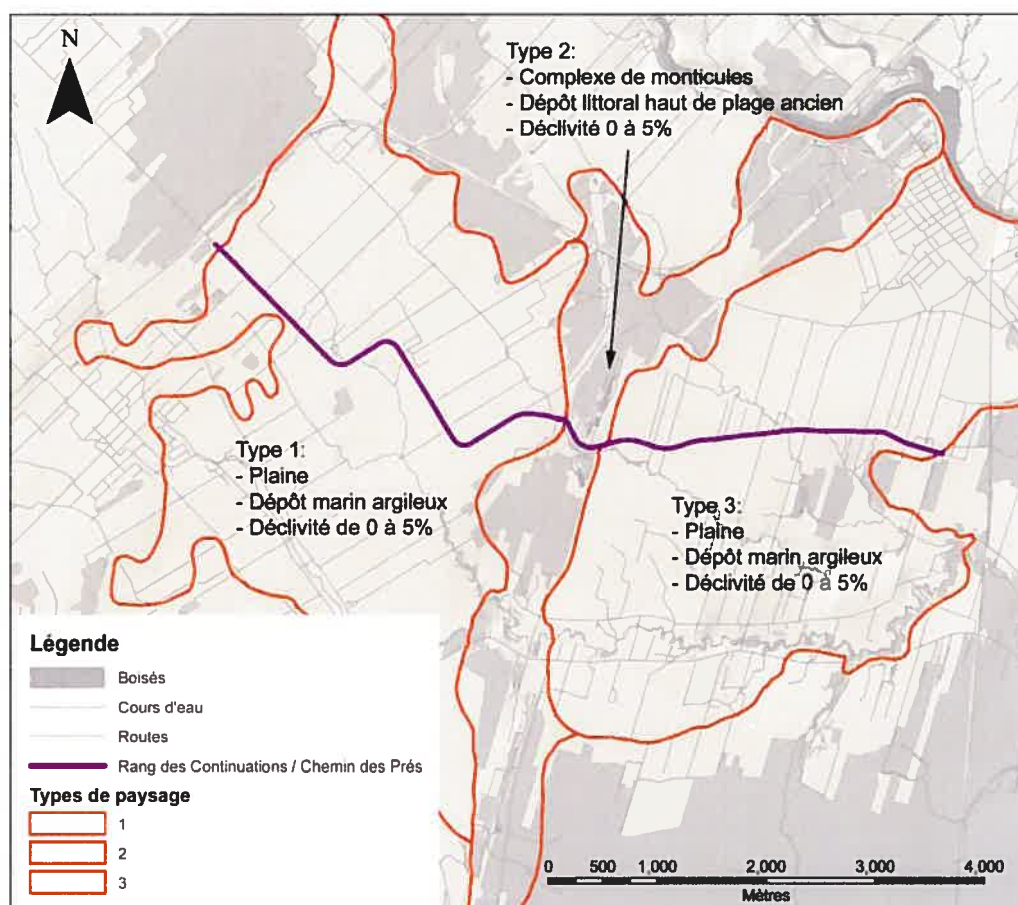 N
Type 2:
- Complexe de monticules
- Dépôt littoral haut de plage ancien
- Déclivité 0 à 5%
Type 1:
- Plaine
- Dépôt marin argileux
- Déclivité de 0 à 5%
Type 3:
- Plaine
- Dépôt marin argileux
- Déclivité de 0 à 5%
Légende
Boisés
Cours d'eau
Routes
Rang des Continuations / Chemin des Prés
Types de paysage
1
2
3
0 500 1,000 2,000 3,000 4,000
Mètres